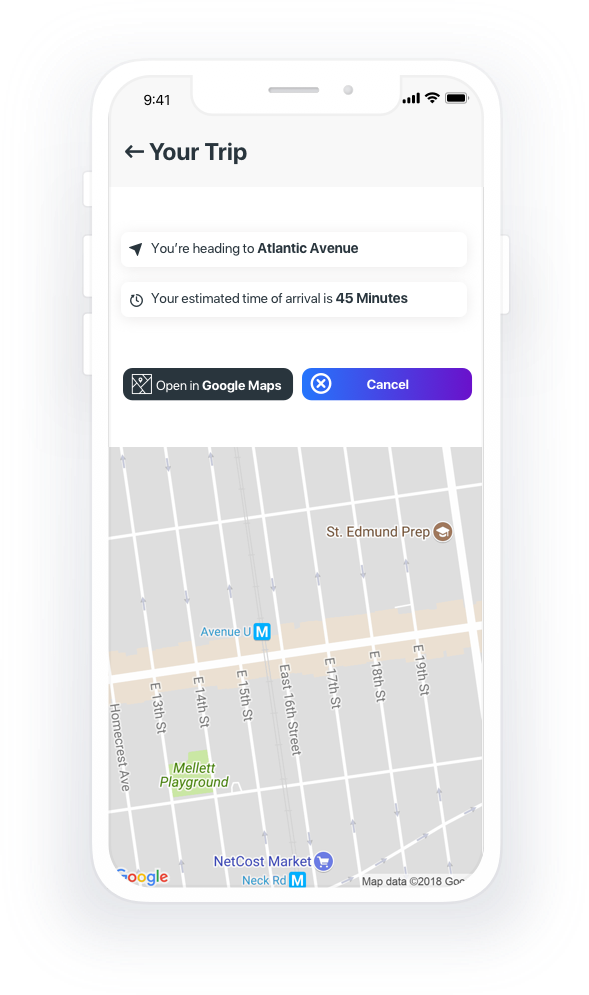 9:41
Your Trip
You're heading to Atlantic Avenue
Your estimated time of arrival is 45 Minutes
Open in Google Maps
Cancel
St. Edmund Prep
Avenue U M
E 13th St
E 14th St
E 15th St
East 16th Street
E 17th St
E 18th St
E 19th St
Homecrest Ave
Mellett
Playground
NetCost Market
Neck Rd M
Google
Map data ©2018 Goo